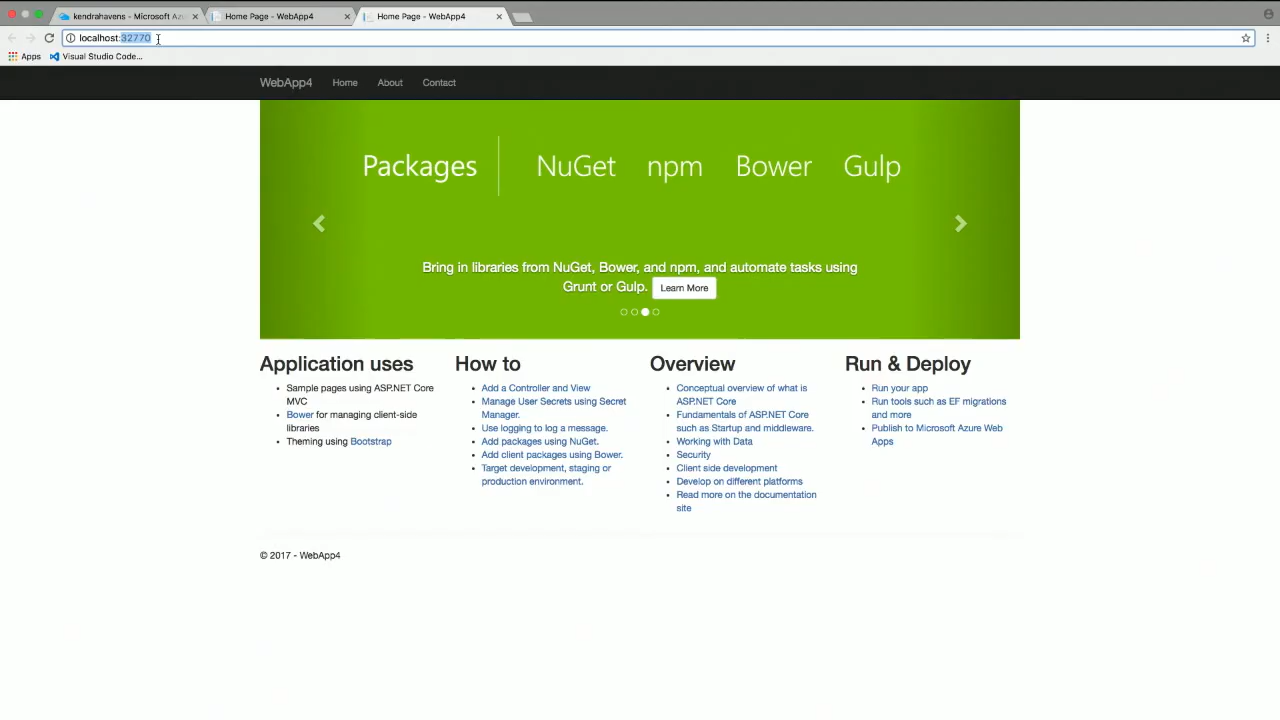 kendrahavens - Microsoft Az
Home Page - WebApp4
Home Page - WebApp4
localhost:32770
Apps
Visual Studio Code...
WebApp4
Home
About
Contact
Packages
NuGet npm Bower Gulp
Bring in libraries from NuGet, Bower, and npm, and automate tasks using
Grunt or Gulp. Learn More
Application uses
Sample pages using ASP.NET Core
MVC
Bower for managing client-side
libraries
Theming using Bootstrap
How to
Add a Controller and View
Manage User Secrets using Secret
Manager.
Use logging to log a message.
Add packages using NuGet.
Add client packages using Bower.
Target development, staging or
production environment.
Overview
Conceptual overview of what is
ASP.NET Core
Fundamentals of ASP.NET Core
such as Startup and middleware.
Working with Data
Security
Client side development
Develop on different platforms
Read more on the documentation
site
Run & Deploy
Run your app
Run tools such as EF migrations
and more
Publish to Microsoft Azure Web
Apps
© 2017 - WebApp4